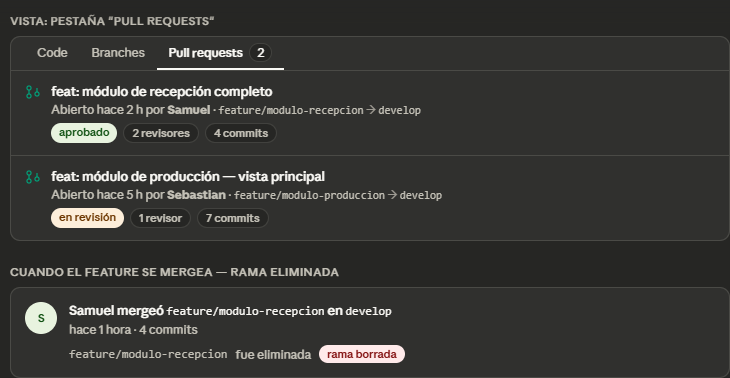 VISTA: PESTAÑA "PULL REQUESTS"
Code Branches Pull requests 2
feat: módulo de recepción completo
Abierto hace 2 h por Samuel · feature/modulo-recepcion → develop
aprobado 2 revisores 4 commits
feat: módulo de producción — vista principal
Abierto hace 5 h por Sebastian · feature/modulo-produccion → develop
en revisión 1 revisor 7 commits
CUANDO EL FEATURE SE MERGEA — RAMA ELIMINADA
S
Samuel mergeó feature/modulo-recepcion en develop
hace 1 hora · 4 commits
feature/modulo-recepcion fue eliminada rama borrada